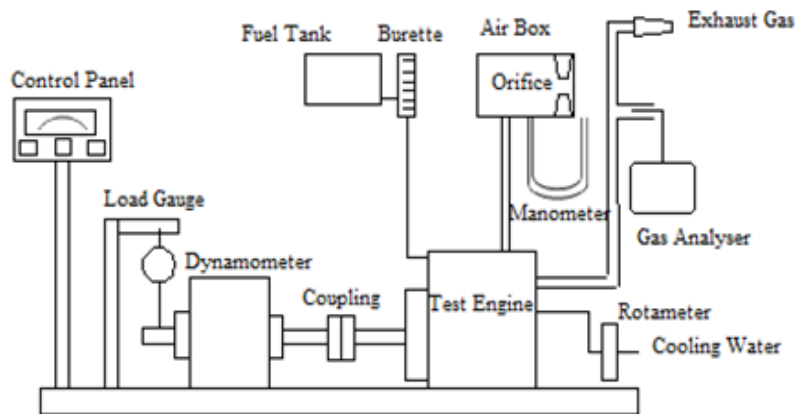 Fuel Tank
Burette
Air Box
Exhaust Gas
Control Panel
Orifice
Load Gauge
Manometer
Gas Analyser
Dynamometer
Coupling
Test Engine
Rotameter
Cooling Water